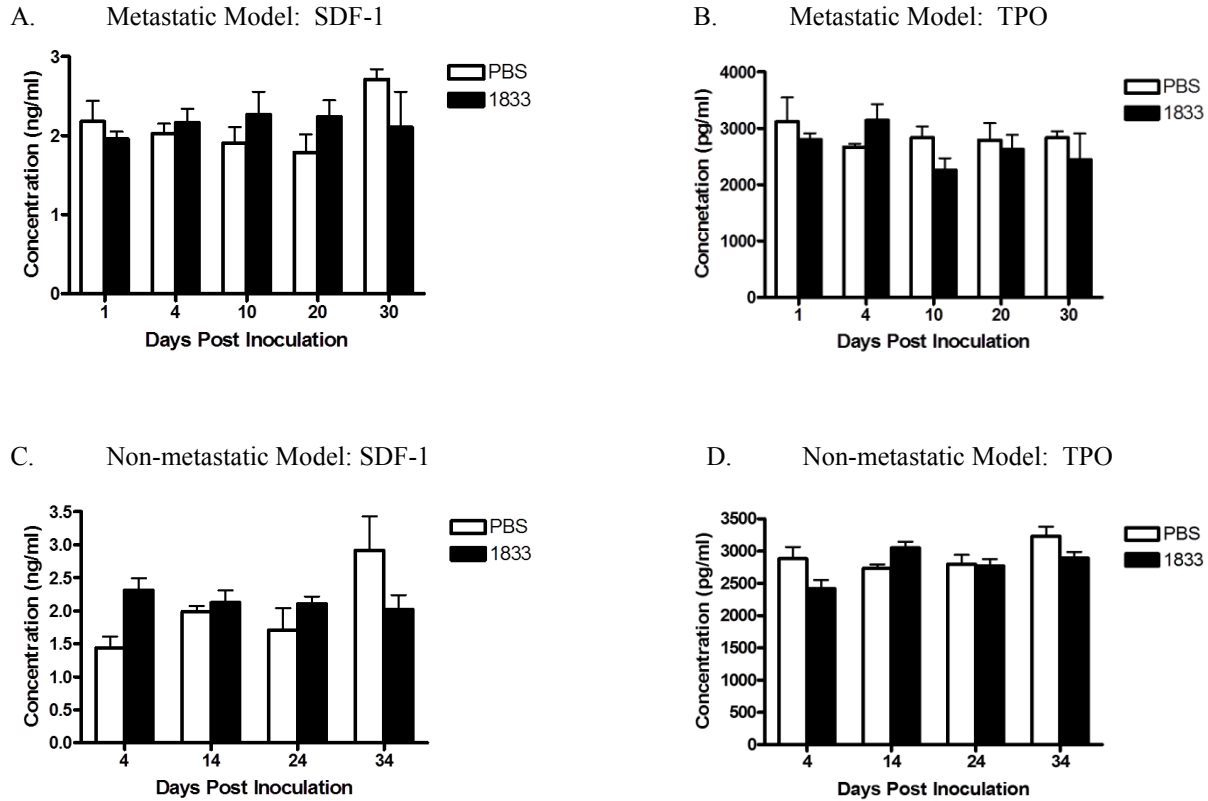 A. Metastatic Model: SDF-1
Concentration (ng/ml)
3
2
1
0
PBS
1833
1 4 10 20 30
Days Post Inoculation
B. Metastatic Model: TPO
Concnetation (pg/ml)
4000
3000
2000
1000
0
PBS
1833
1 4 10 20 30
Days Post Inoculation
C. Non-metastatic Model: SDF-1
Concentration (ng/ml)
3.5
3.0
2.5
2.0
1.5
1.0
0.5
0.0
PBS
1833
4 14 24 34
Days Post Inoculation
D. Non-metastatic Model: TPO
Concentration (pg/ml)
3500
3000
2500
2000
1500
1000
500
0
PBS
1833
4 14 24 34
Days Post Inoculation